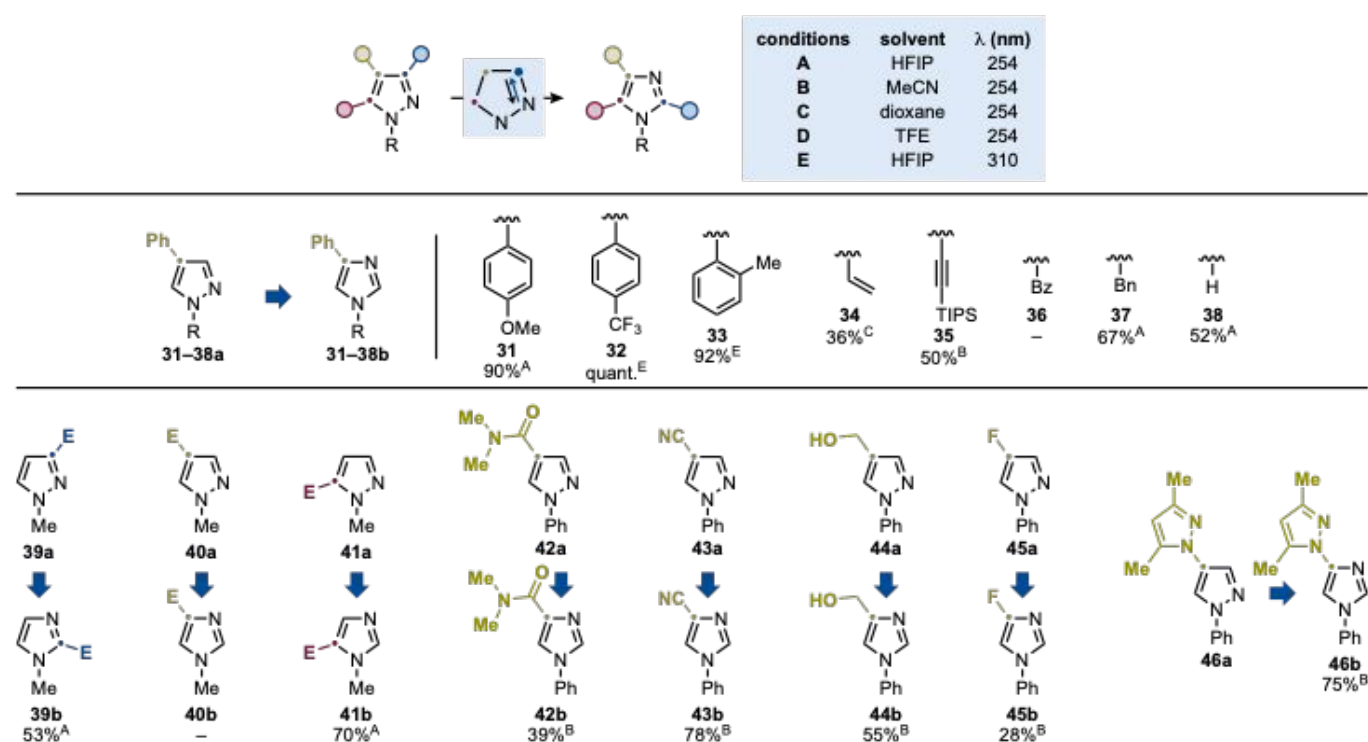 conditions solvent λ (nm)
A HFIP 254
B MeCN 254
C dioxane 254
D TFE 254
E HFIP 310
N
N
R
N
N
N
N
R
Ph
N
N
R
31–38a
Ph
N
N
R
31–38b
OMe
31
90%A
CF3
32
quant.E
Me
33
92%E
34
36%C
TIPS
35
50%B
Bz
36
–
Bn
37
67%A
H
38
52%A
E
N
N
Me
39a
E
N
N
Me
40a
E
N
N
Me
41a
Me
N
O
Me
N
N
Ph
42a
NC
N
N
Ph
43a
HO
N
N
Ph
44a
F
N
N
Ph
45a
N
N
E
Me
39b
53%A
E
N
N
Me
40b
–
E
N
N
Me
41b
70%A
Me
N
O
Me
N
N
Ph
42b
39%B
NC
N
N
Ph
43b
78%B
HO
N
N
Ph
44b
55%B
F
N
N
Ph
45b
28%B
Me
N
N
Me
N
N
Ph
46a
Me
N
N
Me
N
N
Ph
46b
75%B